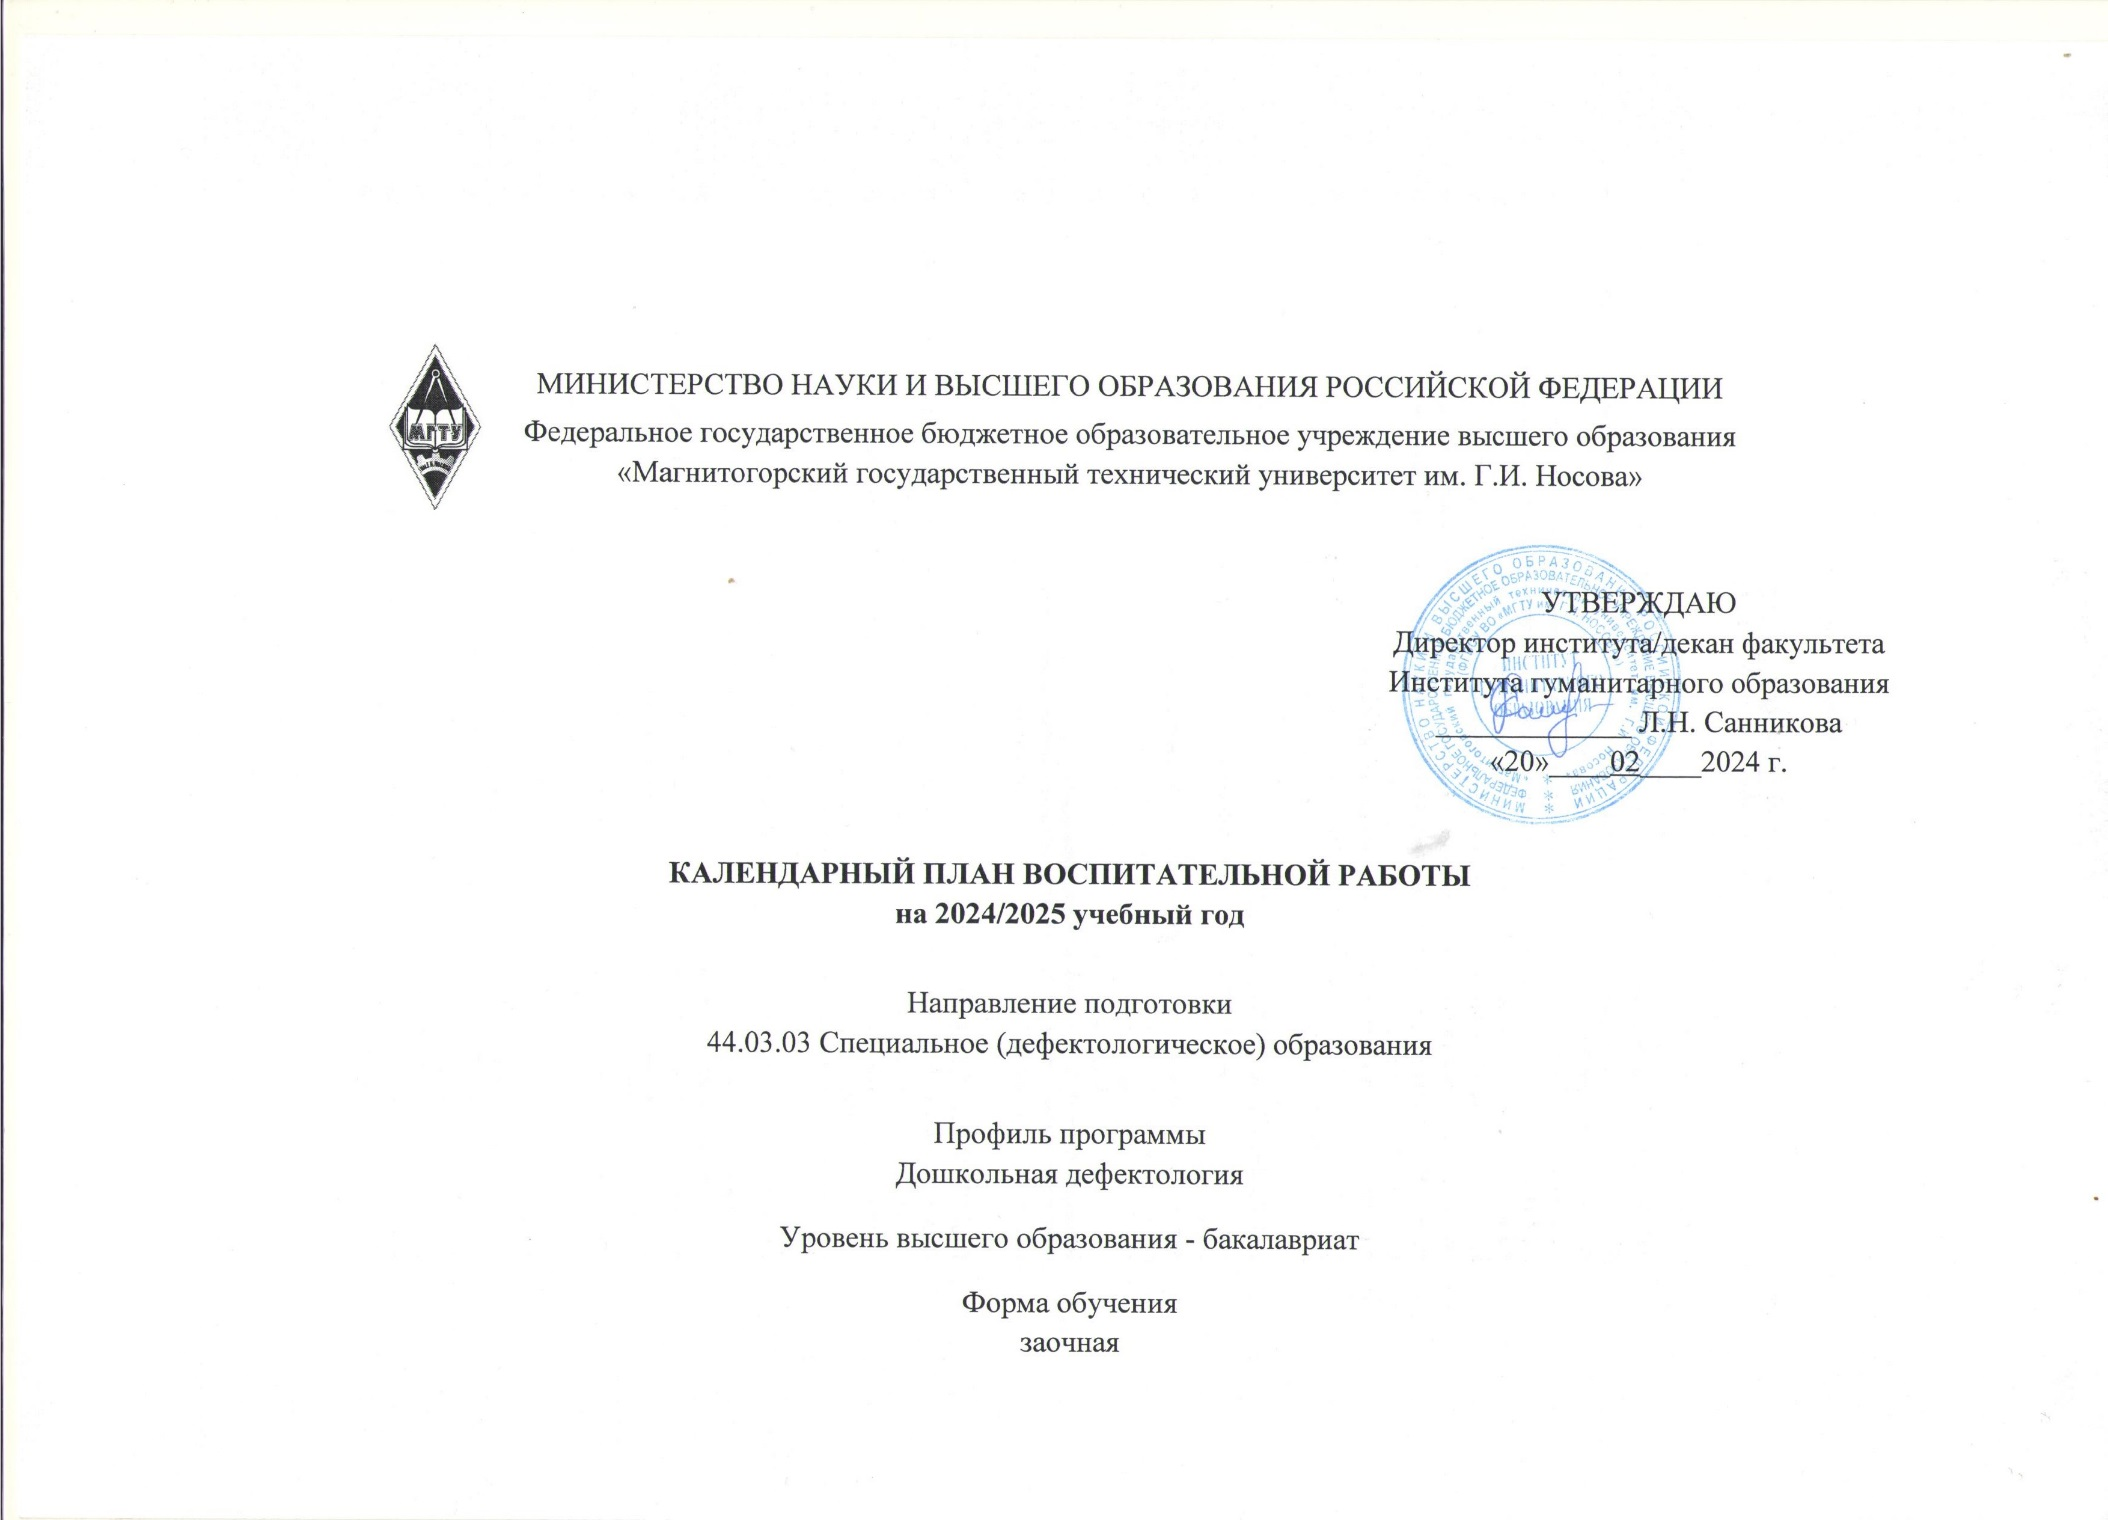 МИНИСТЕРСТВО НАУКИ И ВЫСШЕГО ОБРАЗОВАНИЯ РОССИЙСКОЙ ФЕДЕРАЦИИ
МГТУ
Федеральное государственное бюджетное образовательное учреждение высшего образования
«Магнитогорский государственный технический университет им. Г.И. Носова»
УТВЕРЖДАЮ
Директор института/декан факультета
Института гуманитарного образования
_____________Л.Н. Санникова
«20»____02____2024 г.
КАЛЕНДАРНЫЙ ПЛАН ВОСПИТАТЕЛЬНОЙ РАБОТЫ
на 2024/2025 учебный год
Направление подготовки
44.03.03 Специальное (дефектологическое) образования
Профиль программы
Дошкольная дефектология
Уровень высшего образования - бакалавриат
Форма обучения
заочная